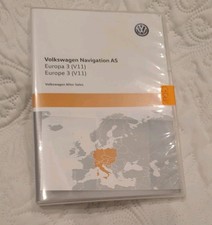 Volkswagen Navigation AS
Europa 3 (V11)
Europe 3 (V11)